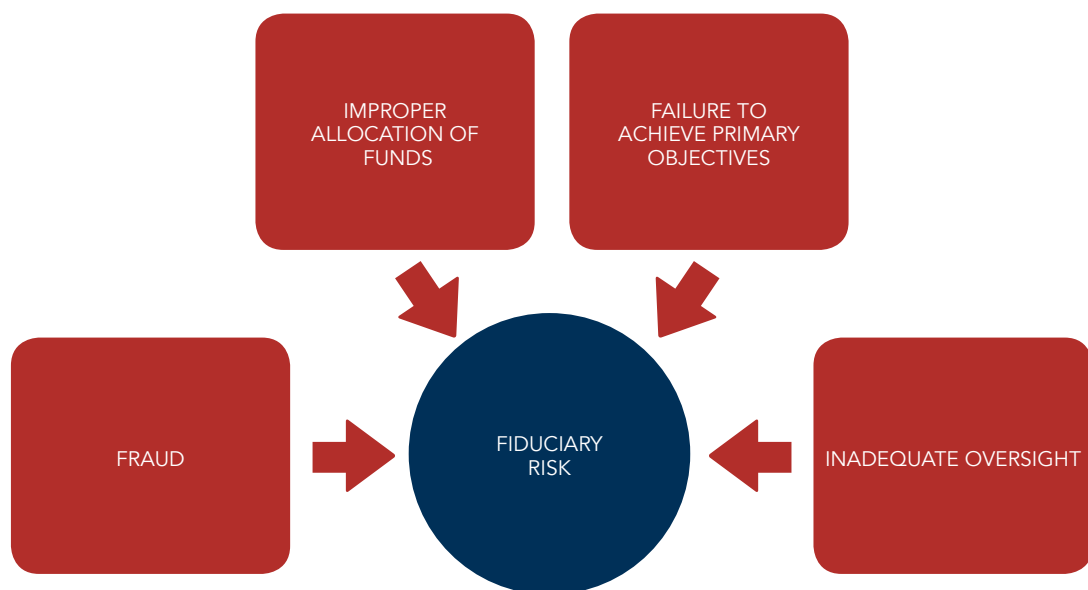 IMPROPER
ALLOCATION OF
FUNDS
FAILURE TO
ACHIEVE PRIMARY
OBJECTIVES
FRAUD
FIDUCIARY
RISK
INADEQUATE OVERSIGHT